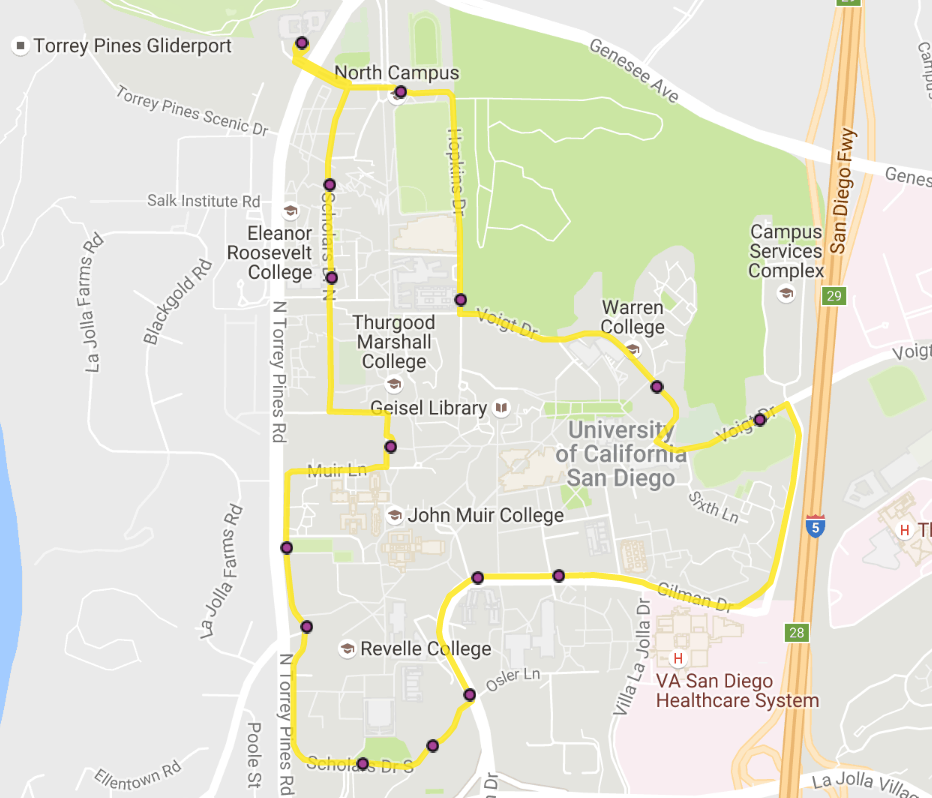 Torrey Pines Gliderport
North Campus
Genesee Ave
Torrey Pines Scenic Dr
Hopkins Dr
San Diego Fwy
Genes
Salk Institute Rd
Scholars Dr N
Eleanor
Roosevelt
College
Campus
Services
Complex
La Jolla Farms Rd
Blackgold Rd
29
N Torrey Pines Rd
Thurgood
Marshall
College
Voigt Dr
Warren
College
Voigt
Geisel Library
University
of California
San Diego
Voigt Dr
Muir Ln
Sixth Ln
John Muir College
5
H
Th
La Jolla Farms Rd
Gilman Dr
28
Revelle College
Villa La Jolla Dr
H
Osler Ln
VA San Diego
Healthcare System
N Torrey Pines Rd
Poole St
Scholars Dr S
Ellentown Rd
n Dr
La Jolla Villag